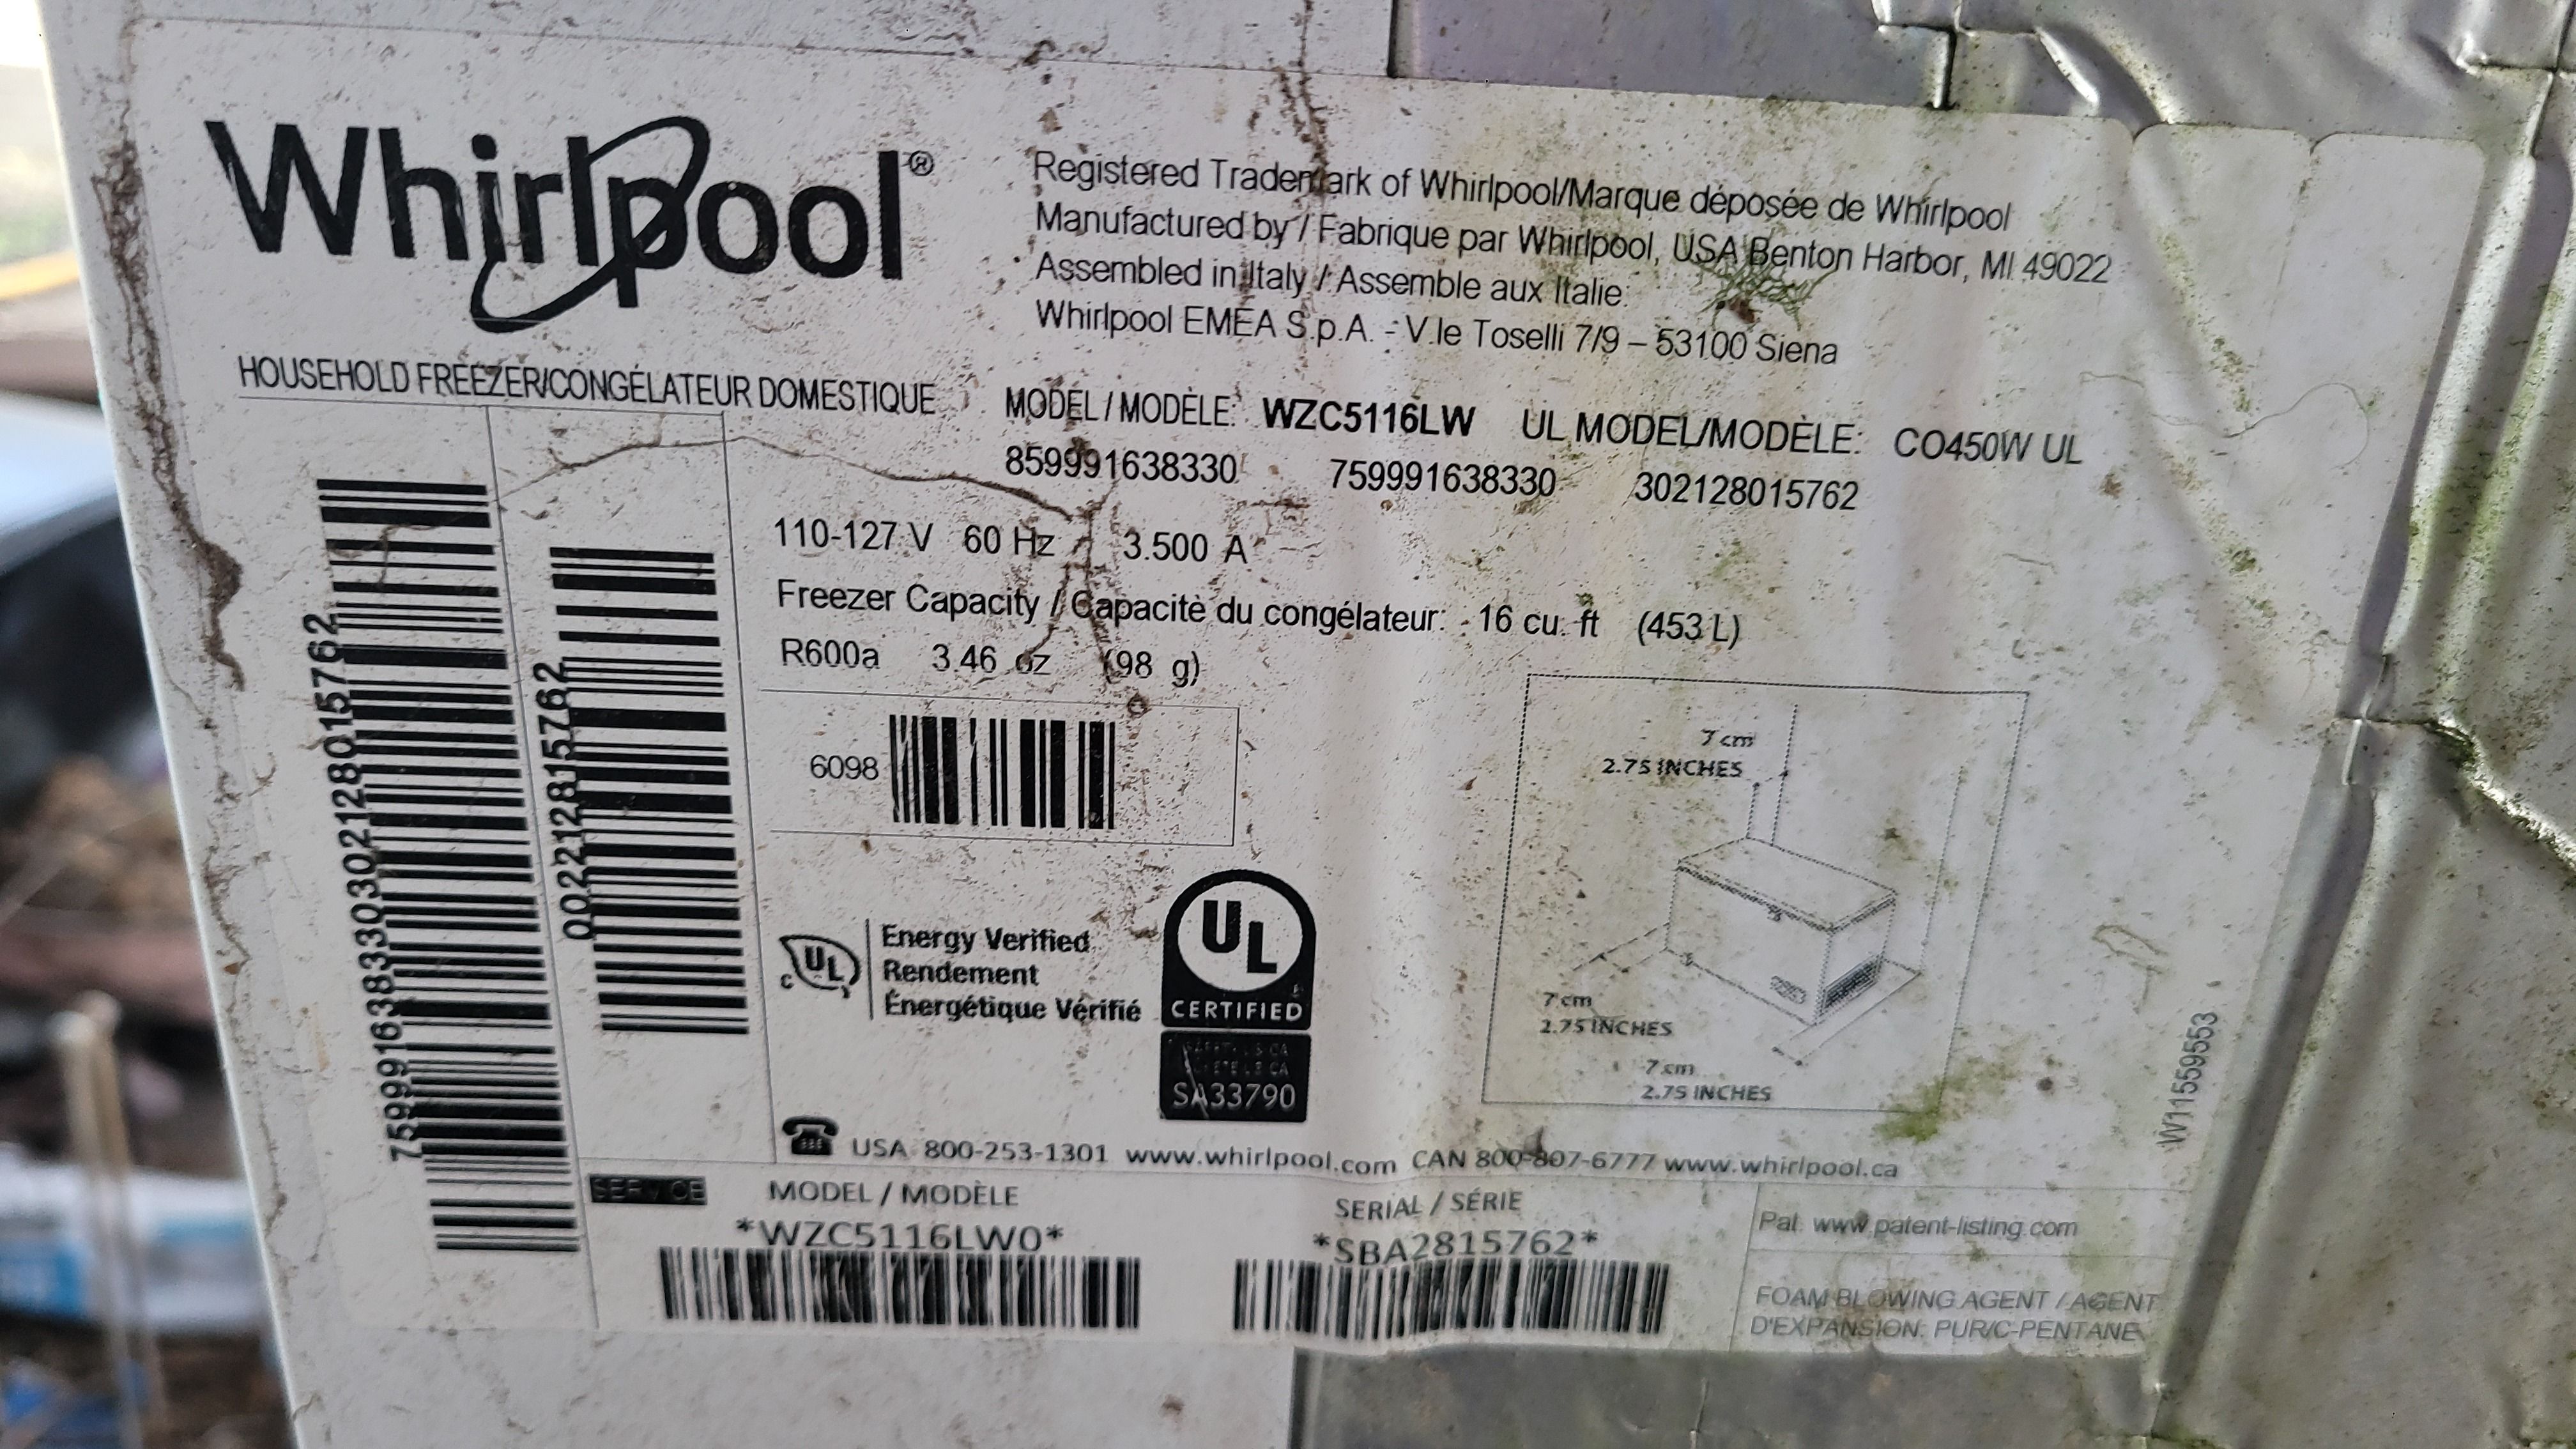 Whirlpool®
Registered Trademark of Whirlpool/Marque déposée de Whirlpool
Manufactured by / Fabrique par Whirlpool, USA Benton Harbor, MI 49022
Assembled in Italy / Assemble aux Italie:
Whirlpool EMEA S.p.A. - V.le Toselli 7/9 – 53100 Siena
HOUSEHOLD FREEZER/CONGÉLATEUR DOMESTIQUE
MODEL / MODÈLE: WZC5116LW UL MODEL/MODÈLE: CO450W UL
859991638330 759991638330 302128015762
110-127 V 60 Hz 3.500 A
Freezer Capacity / Capacitè du congélateur: 16 cu. ft (453 L)
R600a 3.46 oz (98 g)
759991638330302128015762
002212815762
6098
7 cm
2.75 INCHES
7 cm
2.75 INCHES
7 cm
2.75 INCHES
C UL
Energy Verified
Rendement
Énergétique Vérifié
UL
CERTIFIED
SA33790
W11559553
USA 800-253-1301 www.whirlpool.com CAN 800-807-6777 www.whirlpool.ca
SERVICE
MODEL / MODÈLE
*WZC5116LW0*
SERIAL / SÉRIE
*SBA2815762*
Pat. www.patent-listing.com
FOAM BLOWING AGENT / AGENT
D'EXPANSION: PUR/C-PENTANE